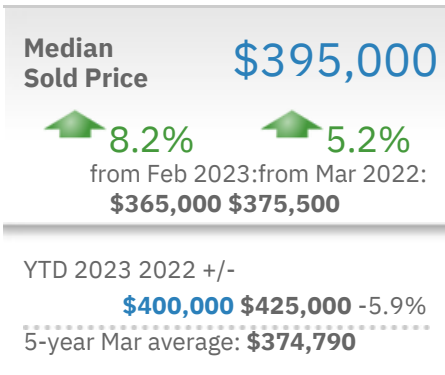 Median
Sold Price
$395,000
8.2%
5.2%
from Feb 2023:from Mar 2022:
$365,000 $375,500
YTD 2023 2022 +/-
$400,000 $425,000 -5.9%
5-year Mar average: $374,790